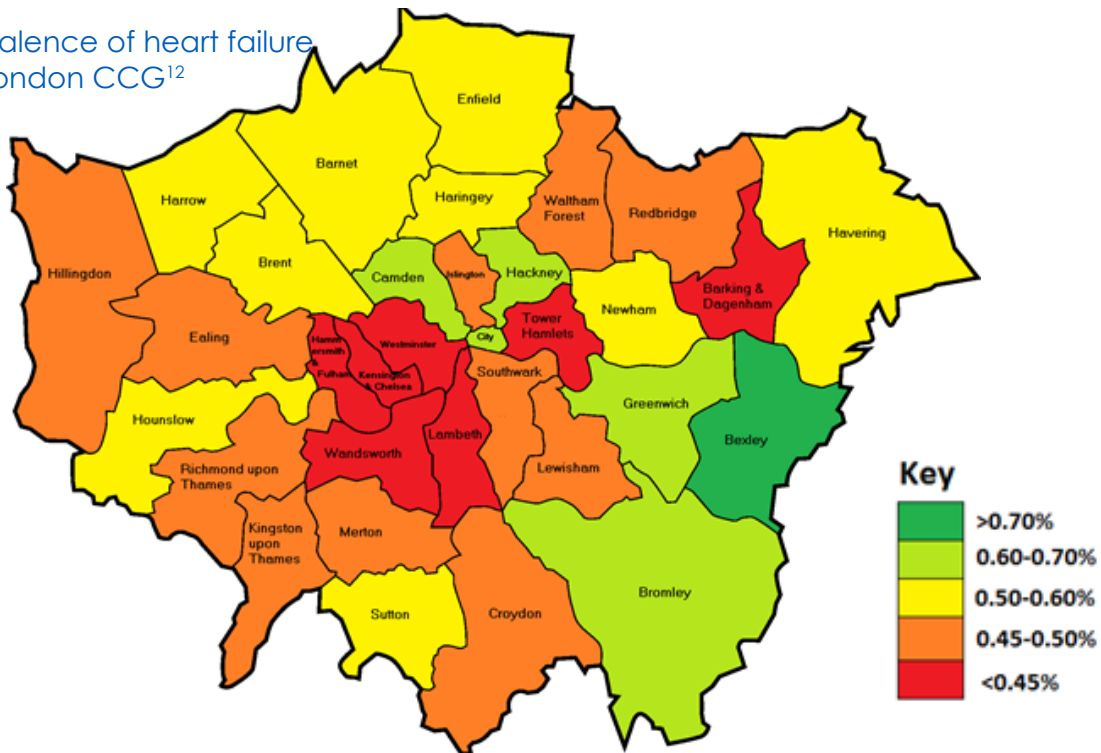 alence of heart failure
ondon CCG12
Enfield
Barnet
Harrow
Haringey
Waltham
Forest
Redbridge
Havering
Hillingdon
Brent
Camden
Islington
Hackney
Barking &
Dagenham
Newham
Ealing
Hamm
ersmith
&
Fulham
Westminster
Kensington
& Chelsea
City
Tower
Hamlets
Southwark
Greenwich
Hounslow
Bexley
Wandsworth
Lambeth
Lewisham
Richmond upon
Thames
Kingston
upon
Thames
Merton
Sutton
Croydon
Bromley
Key
>0.70%
0.60-0.70%
0.50-0.60%
0.45-0.50%
<0.45%